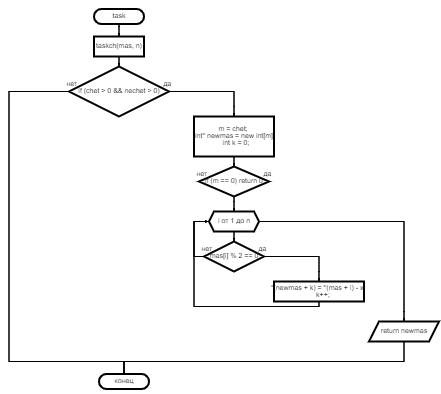 task
taskch(mas, n)
нет
да
if (chet > 0 && nechet > 0)
m = chet;
int* newmas = new int[m]
int k = 0;
нет
да
if (m == 0) return 0
i от 1 до n
нет
да
mas[i] % 2 == 0
newmas + k) = *(mas + i) - x
k++;
return newmas
конец